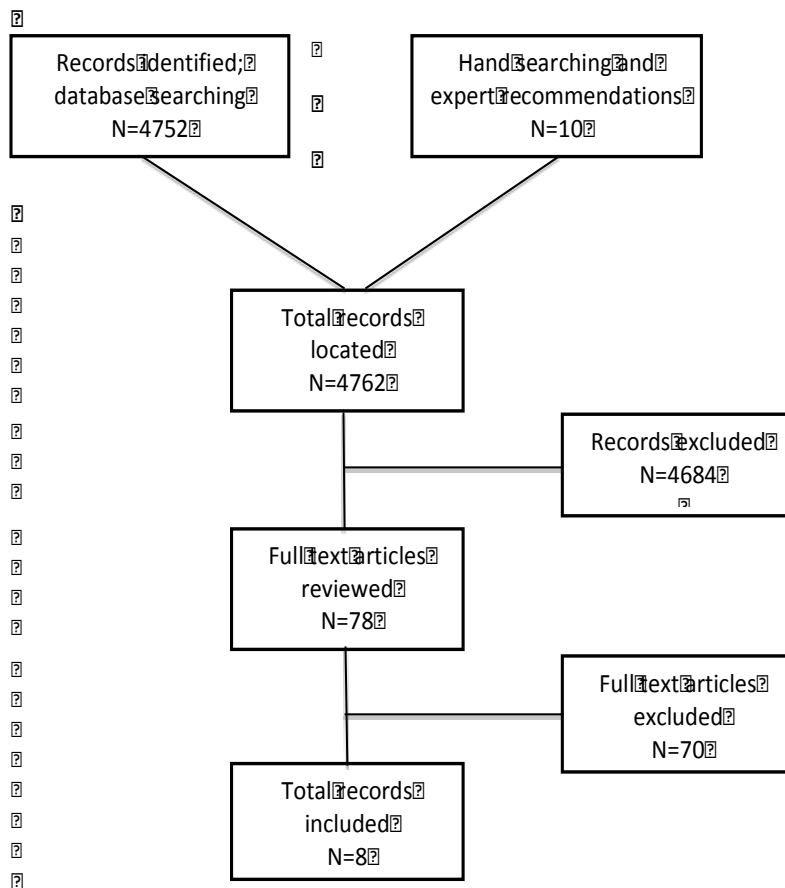 Records identified;
database searching
N=4752
Hand searching and
expert recommendations
N=10
Total records
located
N=4762
Records excluded
N=4684
Full text articles
reviewed
N=78
Full text articles
excluded
N=70
Total records
included
N=8